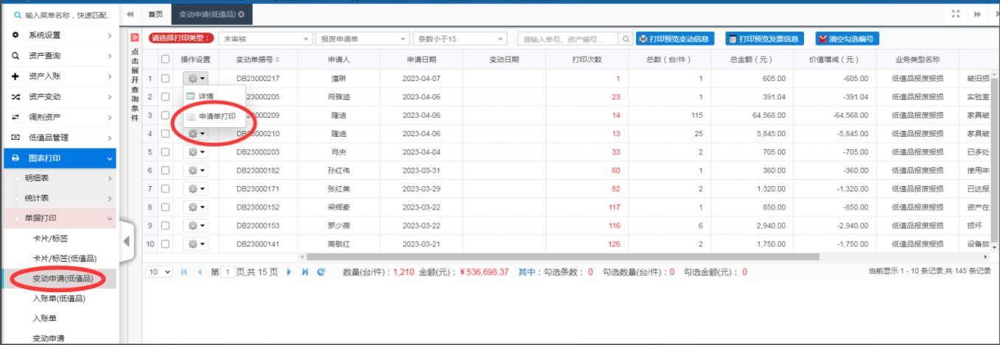 输入菜单名称，快速匹配...
首页
变动申请(低值品)
系统设置
资产查询
资产入账
资产变动
调剂资产
低值品管理
图表打印
明细表
统计表
单据打印
卡片/标签
卡片/标签(低值品)
变动申请(低值品)
入账单(低值品)
入账单
变动申请
点击展开查询条件
请选择打印类型： 未审核 报废申请单 条数小于15 请输入单号、资产编号... 打印预览变动信息 打印预览发票信息 清空勾选编号
操作设置 变动单据号 申请人 申请日期 变动日期 打印次数 总数（台/件） 总金额（元） 价值增减（元） 业务类型名称
1 DB23000217 潘琳 2023-04-07 1 1 605.00 -605.00 低值品报废报损 破旧损
详情
申请单打印
2 23000205 肖雅涵 2023-04-06 23 1 391.04 -391.04 低值品报废报损 实验室
3 23000209 隆迪 2023-04-06 14 115 64,568.00 -64,568.00 低值品报废报损 家具破
4 DB23000210 隆迪 2023-04-06 13 25 5,845.00 -5,845.00 低值品报废报损 家具破
5 DB23000203 肖央 2023-04-04 33 2 705.00 -705.00 低值品报废报损 已多处
6 DB23000182 孙红伟 2023-03-31 60 1 360.00 -360.00 低值品报废报损 使用年
7 DB23000171 张红美 2023-03-29 82 2 1,320.00 -1,320.00 低值品报废报损 已达报
8 DB23000152 梁辉豪 2023-03-22 117 1 850.00 -850.00 低值品报废报损 资产在
9 DB23000153 罗少薇 2023-03-22 116 6 2,940.00 -2,940.00 低值品报废报损 损坏
10 DB23000141 高敬红 2023-03-21 126 2 1,750.00 -1,750.00 低值品报废报损 设备故
10 第 1 页,共 15 页 数量(台/件)：1,210 金额(元)：￥536,698.37 其中：勾选条数： 0 勾选数量(台/件)：0 勾选金额(元)： 0 当前显示 1 - 10 条记录,共 145 条记录